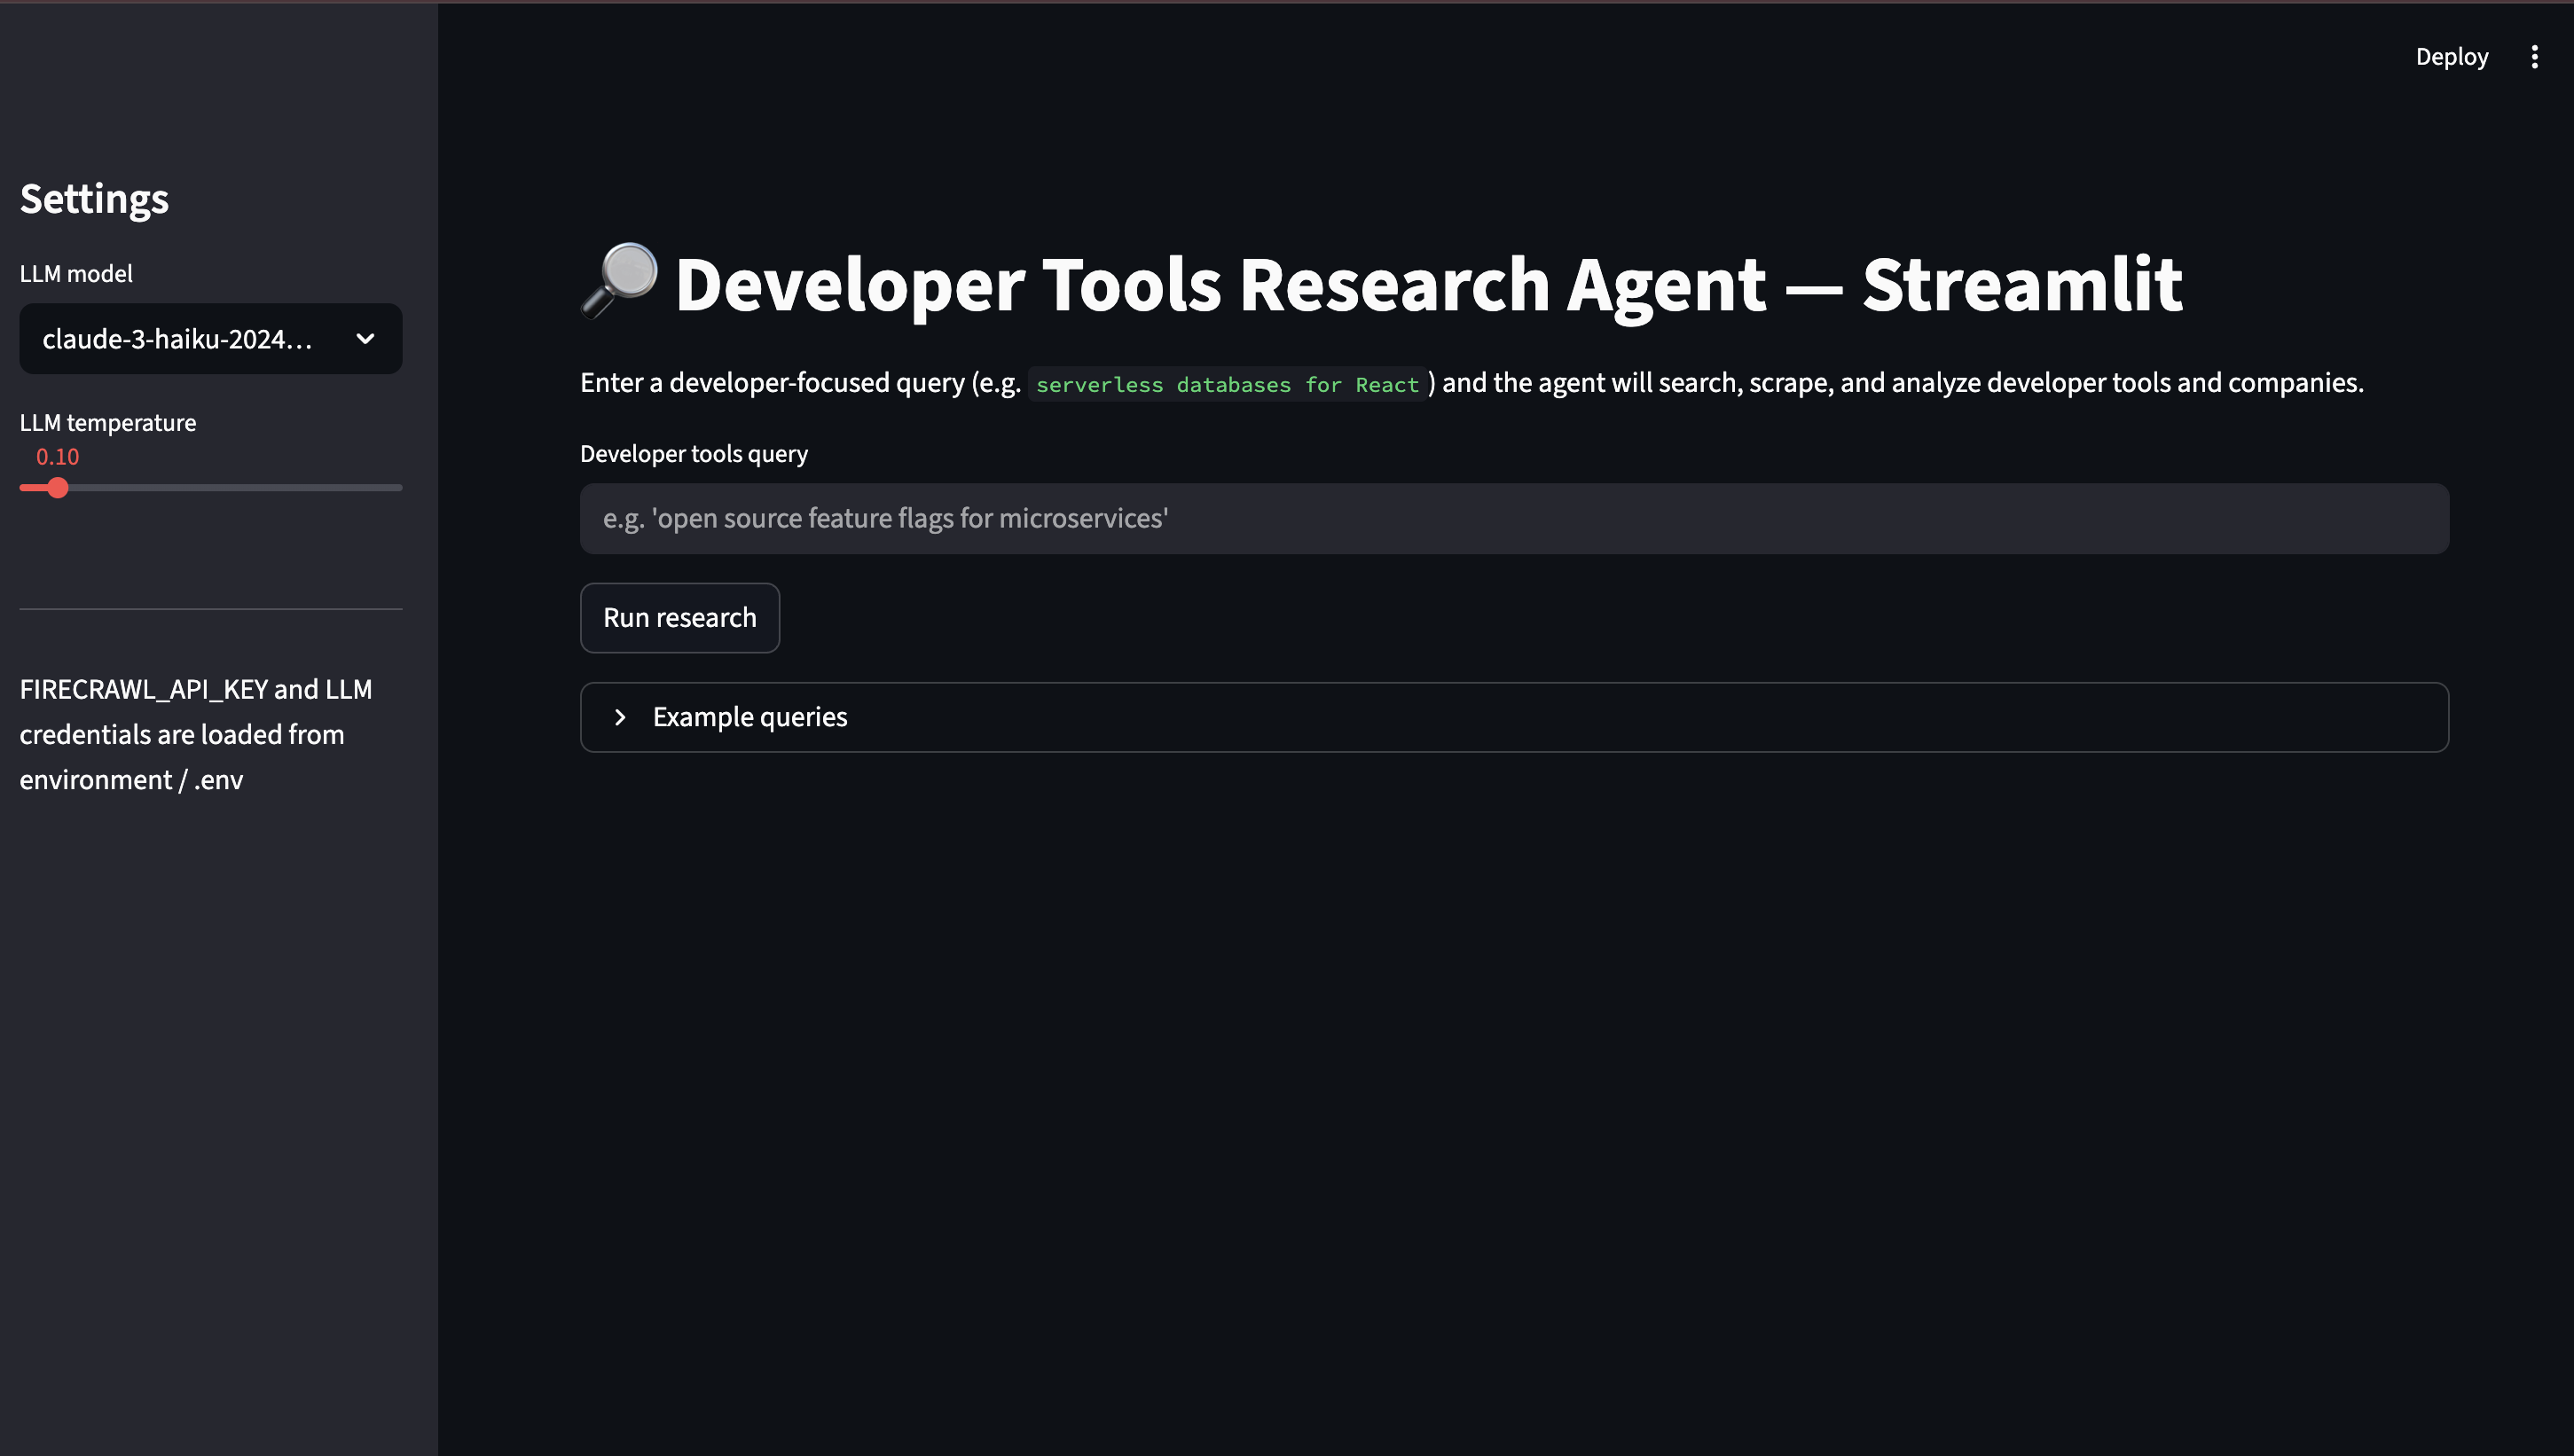 Deploy
Settings
LLM model
claude-3-haiku-2024...
LLM temperature
0.10
FIRECRAWL_API_KEY and LLM
credentials are loaded from
environment / .env
Developer Tools Research Agent — Streamlit
Enter a developer-focused query (e.g. serverless databases for React) and the agent will search, scrape, and analyze developer tools and companies.
Developer tools query
e.g. 'open source feature flags for microservices'
Run research
Example queries